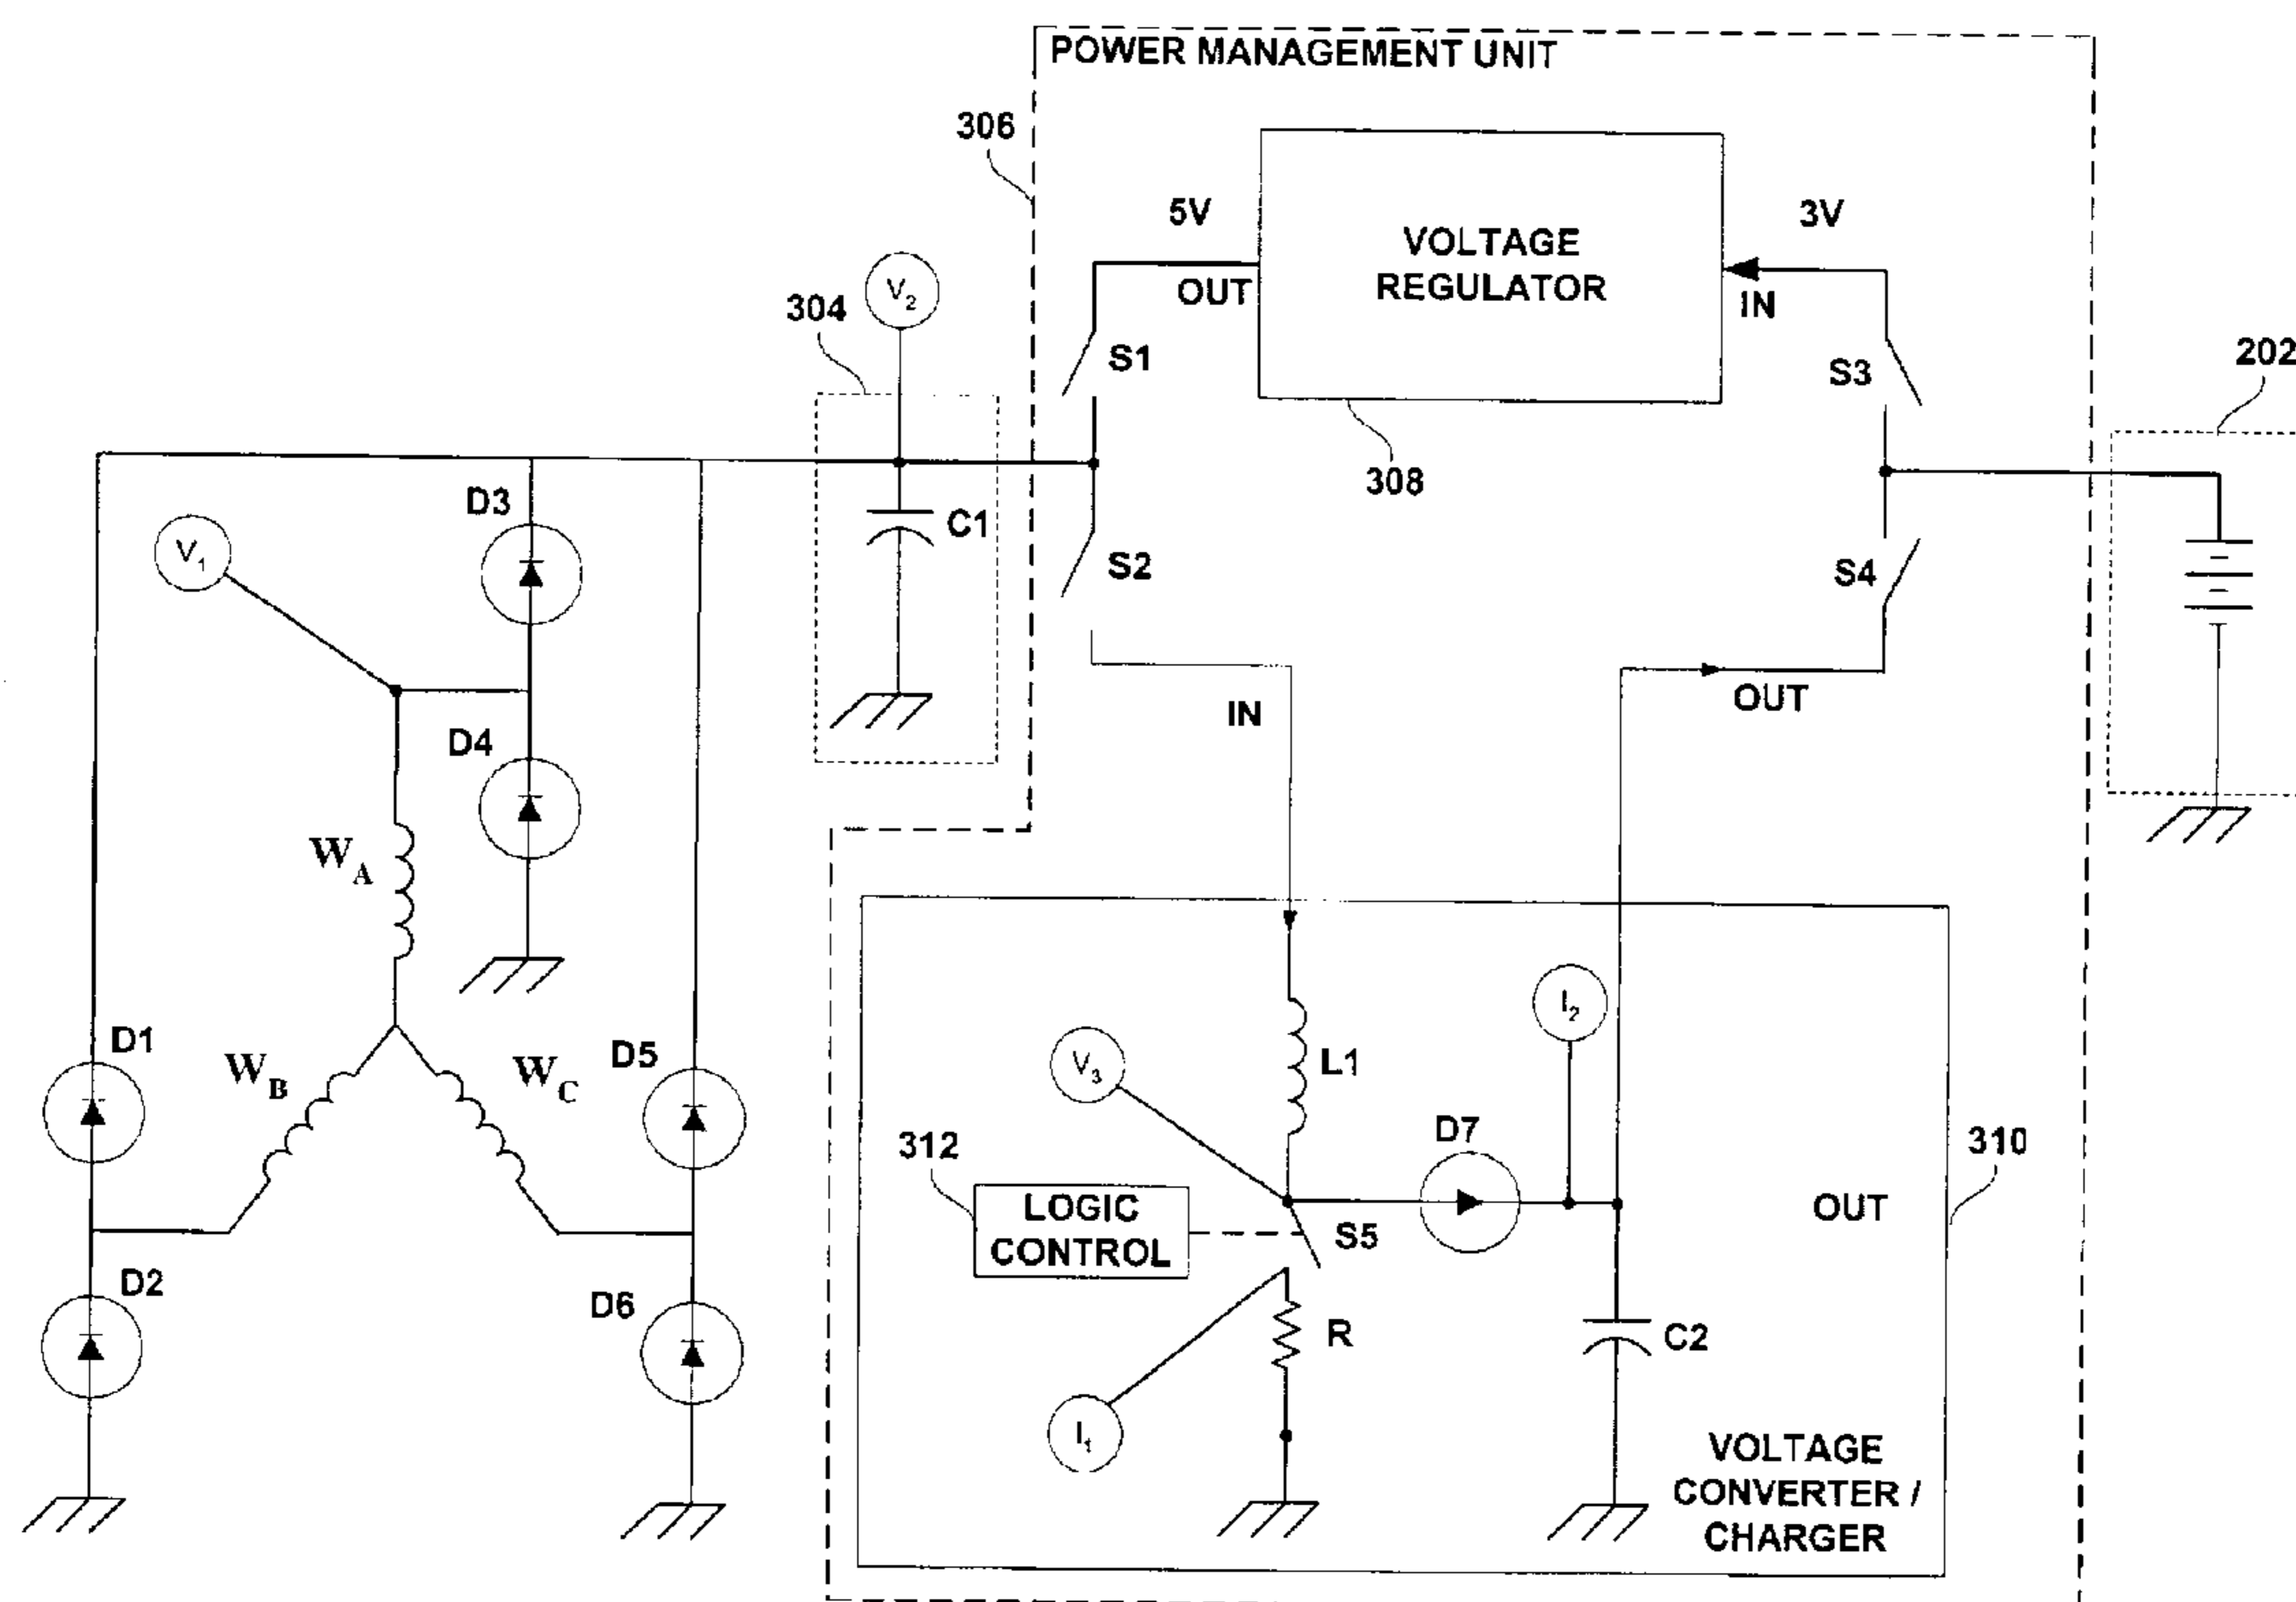 POWER MANAGEMENT UNIT
306
5V
VOLTAGE
REGULATOR
3V
OUT
IN
304
V2
S1
S3
202
308
D3
V1
C1
S2
S4
IN
OUT
D4
WA
D1
WB
WC
D5
I2
V3
L1
312
LOGIC
CONTROL
D7
S5
310
OUT
D2
D6
R
C2
I1
VOLTAGE
CONVERTER /
CHARGER